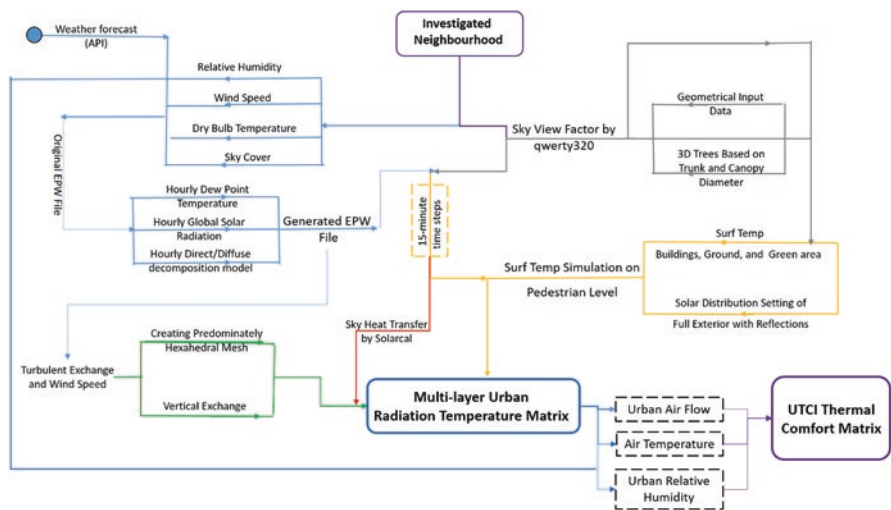 Weather forecast
(API)
Investigated
Neighbourhood
Relative Humidity
Wind Speed
Dry Bulb Temperature
Sky Cover
Original EPW File
Sky View Factor by
qwerty320
Geometrical Input
Data
3D Trees Based on
Trunk and Canopy
Diameter
Hourly Dew Point
Temperature
Hourly Global Solar
Radiation
Hourly Direct/Diffuse
decomposition model
Generated EPW
File
15-minute
time steps
Surf Temp
Buildings, Ground, and Green area
Solar Distribution Setting of
Full Exterior with Reflections
Surf Temp Simulation on
Pedestrian Level
Sky Heat Transfer
by Solarcal
Creating Predominately
Hexahedral Mesh
Turbulent Exchange
and Wind Speed
Vertical Exchange
Multi-layer Urban
Radiation Temperature Matrix
Urban Air Flow
Air Temperature
Urban Relative
Humidity
UTCI Thermal
Comfort Matrix